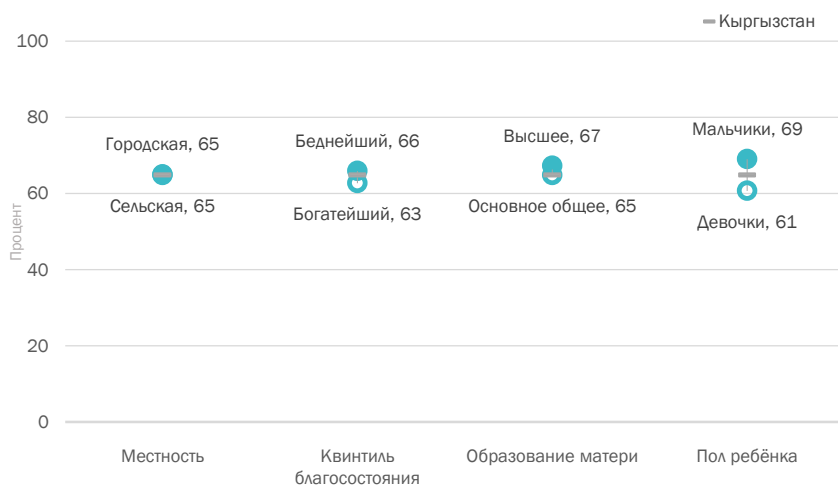 Кыргызстан
100
80
60
40
20
0
Процент
Городская, 65
Сельская, 65
Беднейший, 66
Богатейший, 63
Высшее, 67
Основное общее, 65
Мальчики, 69
Девочки, 61
Местность
Квинтиль
благосостояния
Образование матери
Пол ребёнка